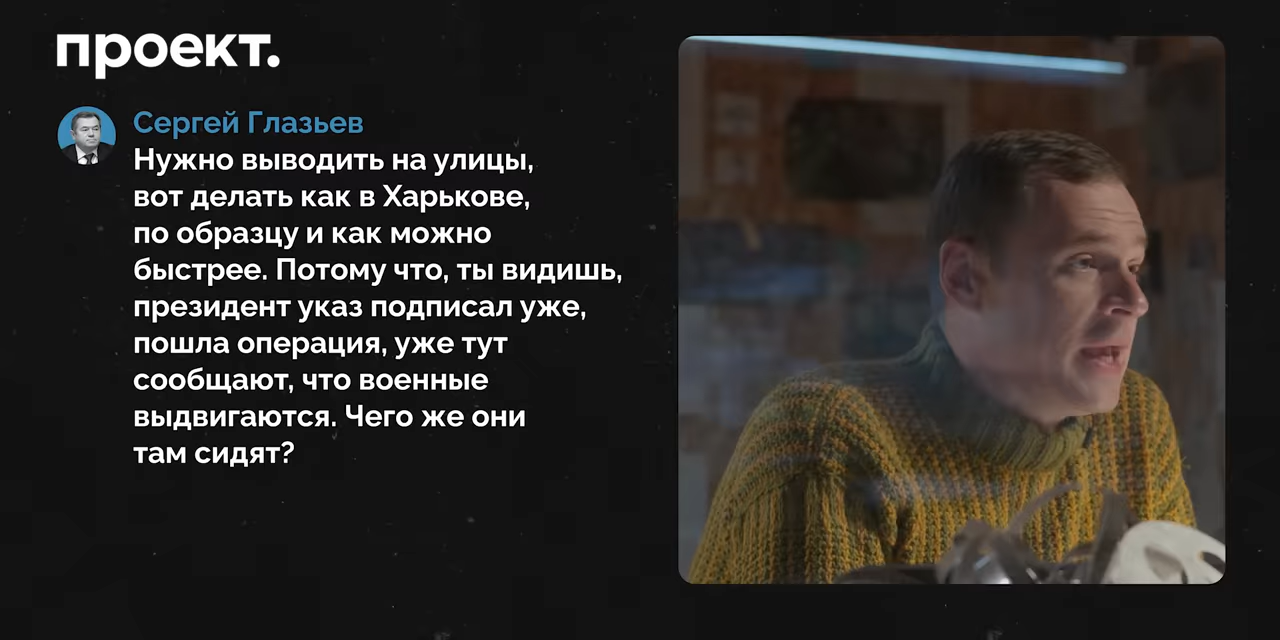 проект.
Сергей Глазьев
Нужно выводить на улицы,
вот делать как в Харькове,
по образцу и как можно
быстрее. Потому что, ты видишь,
президент указ подписал уже,
пошла операция, уже тут
сообщают, что военные
выдвигаются. Чего же они
там сидят?